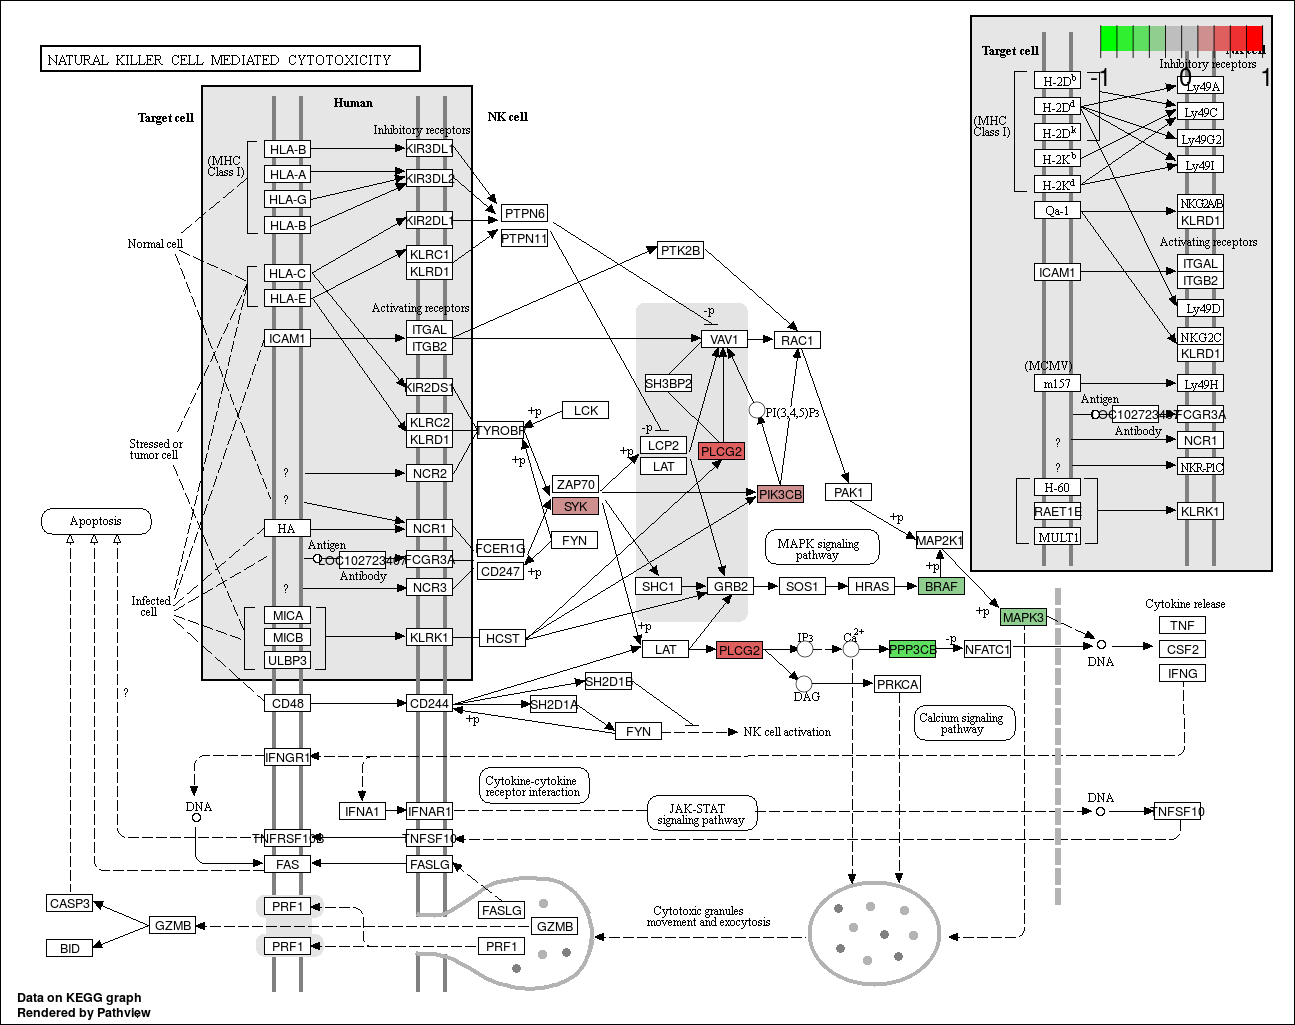 NATURAL KILLER CELL MEDIATED CYTOTOXICITY
Human
Target cell
NK cell
Inhibitory receptors
(MHC
Class I)
HLA-B
KIR3DL1
HLA-A
KIR3DL2
HLA-G
HLA-B
KIR2DL1
PTPN6
PTPN11
Normal cell
KLRC1
KLRD1
PTK2B
HLA-C
HLA-E
Activating receptors
ICAM1
ITGAL
ITGB2
-p
VAV1
RAC1
KIR2DS1
SH3BP2
LCK
+p
PI(3,4,5)P3
KLRC2
KLRD1
TYROBP
-p
Stressed or
tumor cell
LCP2
LAT
PLCG2
+p
+p
?
NCR2
ZAP70
SYK
PIK3CB
PAK1
?
Apoptosis
HA
NCR1
FYN
+p
MAP2K1
Antigen
LOC102723407
FCGR3A
Antibody
FCER1G
CD247
+p
MAPK signaling
pathway
+p
?
NCR3
SHC1
GRB2
SOS1
HRAS
BRAF
Infected
cell
MICA
MICB
ULBP3
KLRK1
HCST
+p
+p
MAPK3
Cytokine release
TNF
CSF2
IFNG
LAT
PLCG2
IP3
Ca2+
PPP3CB
-p
NFATC1
DNA
DAG
PRKCA
?
CD48
CD244
SH2D1B
SH2D1A
+p
FYN
NK cell activation
Calcium signaling
pathway
IFNGR1
Cytokine-cytokine
receptor interaction
DNA
IFNA1
IFNAR1
JAK-STAT
signaling pathway
DNA
TNFSF10
TNFRSF10B
TNFSF10
FAS
FASLG
CASP3
PRF1
FASLG
GZMB
GZMB
BID
PRF1
PRF1
Cytotoxic granules
movement and exocytosis
Target cell
-1
0
1
Inhibitory receptors
(MHC
Class I)
H-2Db
Ly49A
H-2Dd
Ly49C
H-2Dk
Ly49G2
H-2Kb
Ly49I
H-2Kd
Qa-1
NKG2A/B
KLRD1
Activating receptors
ICAM1
ITGAL
ITGB2
Ly49D
NKG2C
KLRD1
(MCMV)
m157
Ly49H
Antigen
LOC102723407
FCGR3A
Antibody
?
NCR1
?
NKR-P1C
H-60
RAET1E
KLRK1
MULT1
Data on KEGG graph
Rendered by Pathview